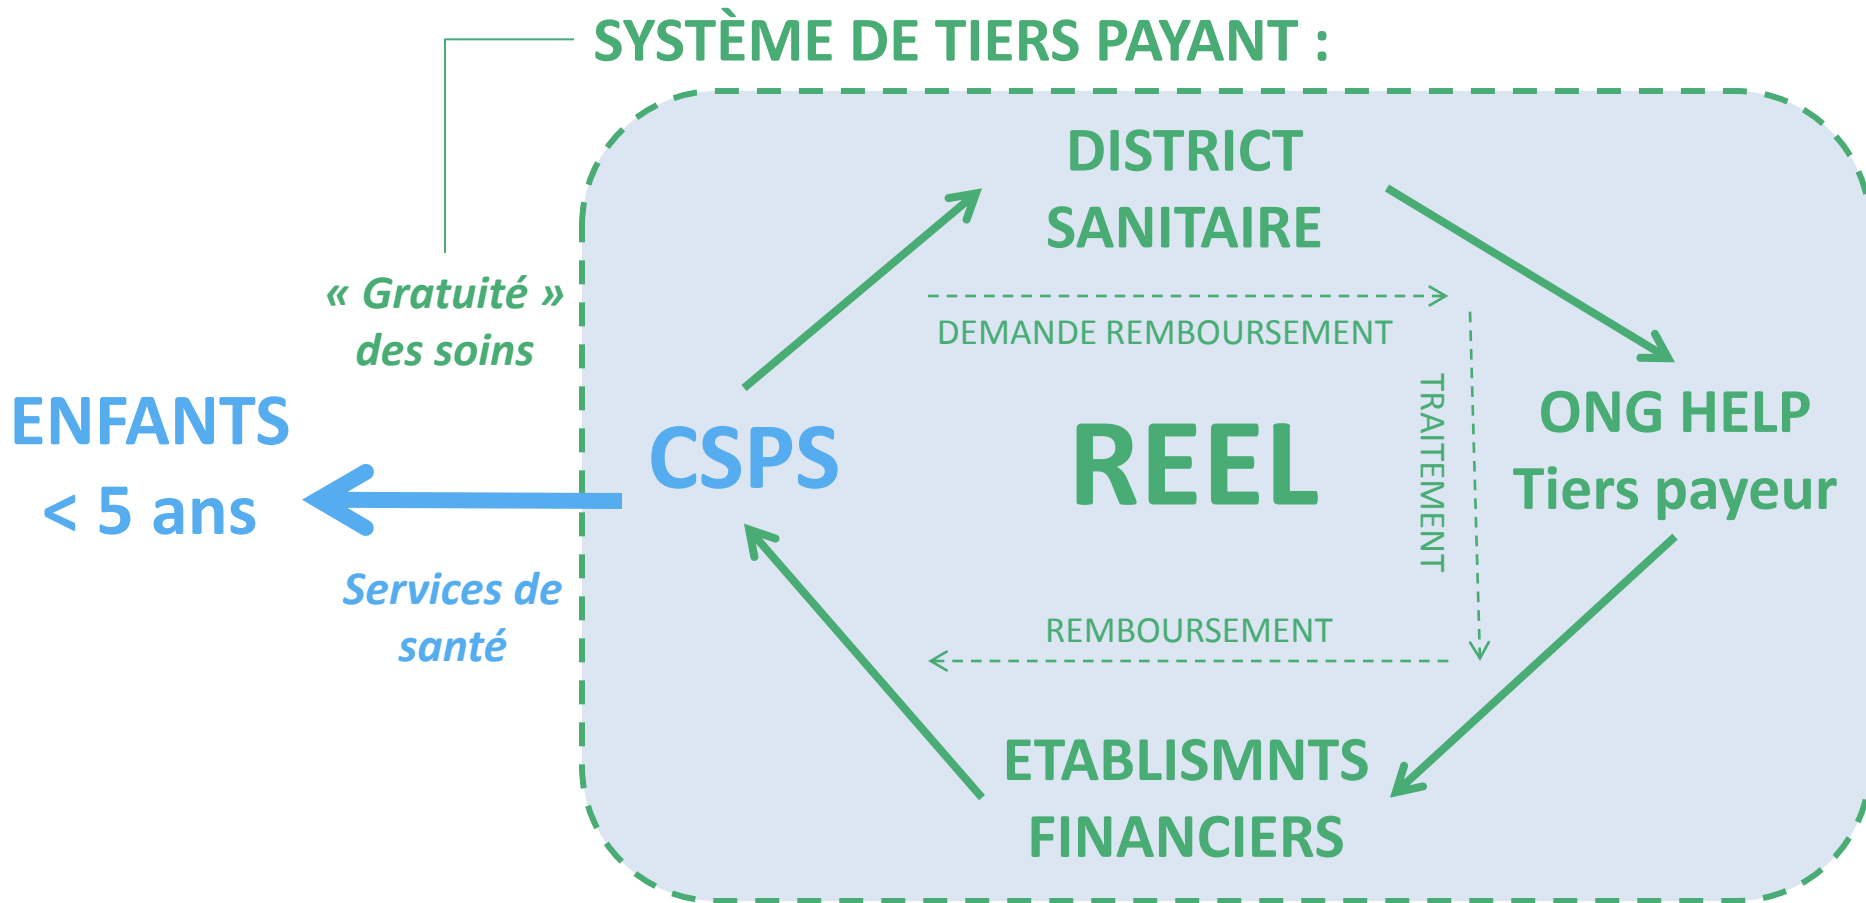 SYSTÈME DE TIERS PAYANT :
DISTRICT
SANITAIRE
« Gratuité »
des soins
DEMANDE REMBOURSEMENT
ENFANTS
< 5 ans
CSPS
REEL
TRAITEMENT
ONG HELP
Tiers payeur
Services de
santé
REMBOURSEMENT
ETABLISMNTS
FINANCIERS